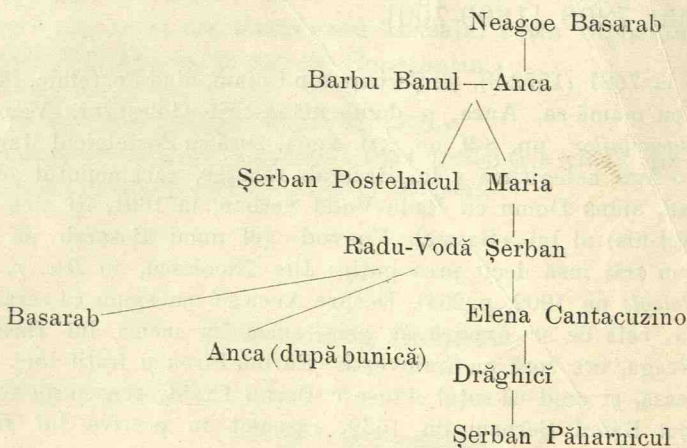 Neagoe Basarab
Barbu Banul — Anca
Șerban Postelnicul Maria
Radu-Vodă Șerban
Basarab
Elena Cantacuzino
Anca (după bunică)
Drăghicĭ
Șerban Păharnicul